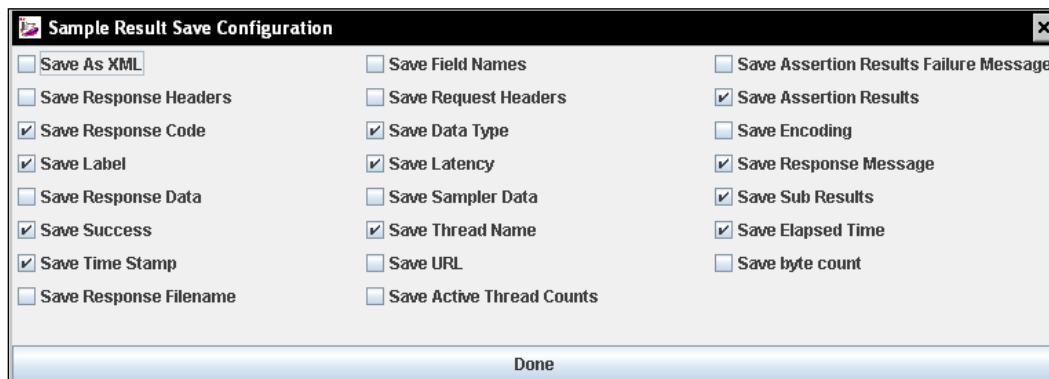 Sample Result Save Configuration
Save As XML Save Field Names Save Assertion Results Failure Message
Save Response Headers Save Request Headers Save Assertion Results
Save Response Code Save Data Type Save Encoding
Save Label Save Latency Save Response Message
Save Response Data Save Sampler Data Save Sub Results
Save Success Save Thread Name Save Elapsed Time
Save Time Stamp Save URL Save byte count
Save Response Filename Save Active Thread Counts
Done